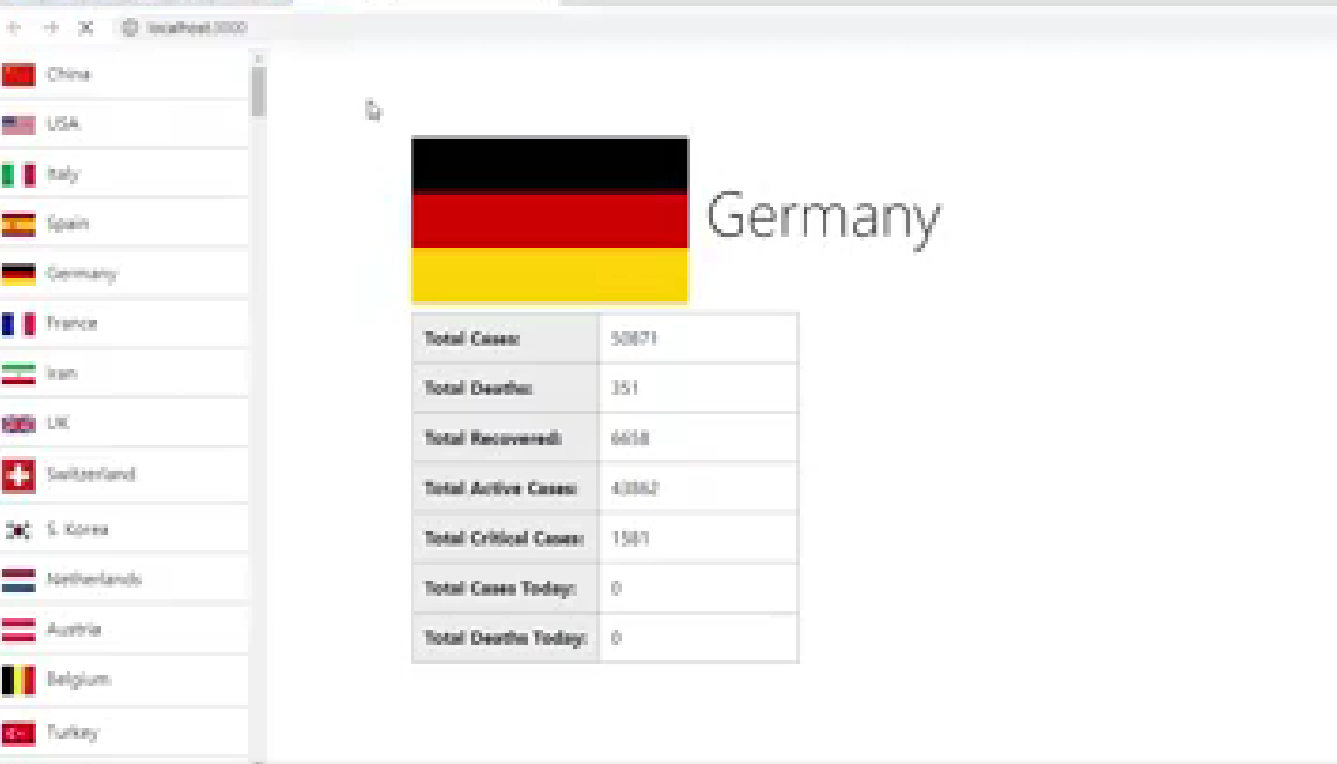 localhost:3000
China
USA
Italy
Spain
Germany
France
Iran
UK
Switzerland
S. Korea
Netherlands
Austria
Belgium
Turkey
Germany
Total Cases: 50871
Total Deaths: 351
Total Recovered: 6658
Total Active Cases: 43862
Total Critical Cases: 1581
Total Cases Today: 0
Total Deaths Today: 0